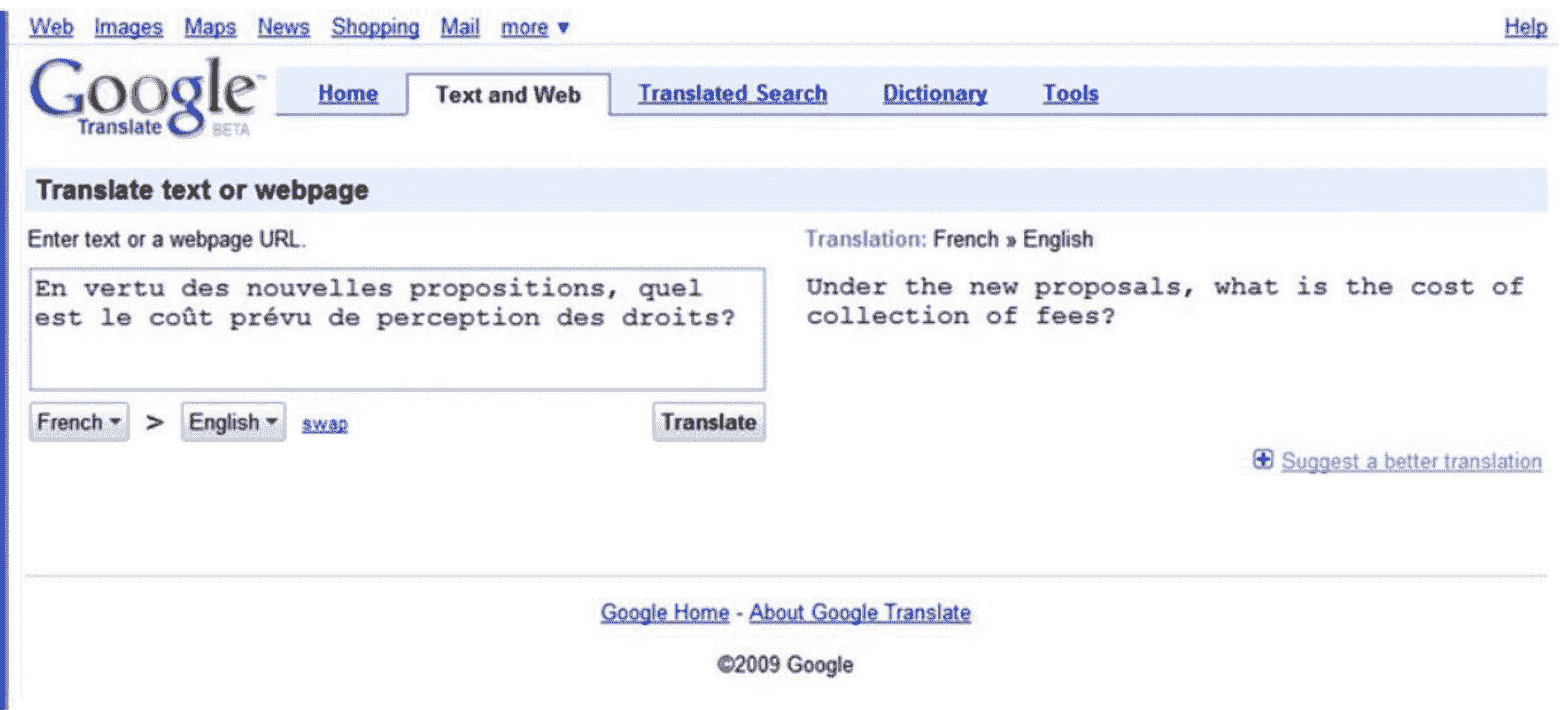 Web Images Maps News Shopping Mail more ▼ Help
Google™
Translate BETA
Home Text and Web Translated Search Dictionary Tools
Translate text or webpage
Enter text or a webpage URL.
En vertu des nouvelles propositions, quel
est le coût prévu de perception des droits?
French > English swap Translate
Translation: French » English
Under the new proposals, what is the cost of
collection of fees?
Suggest a better translation
Google Home - About Google Translate
©2009 Google